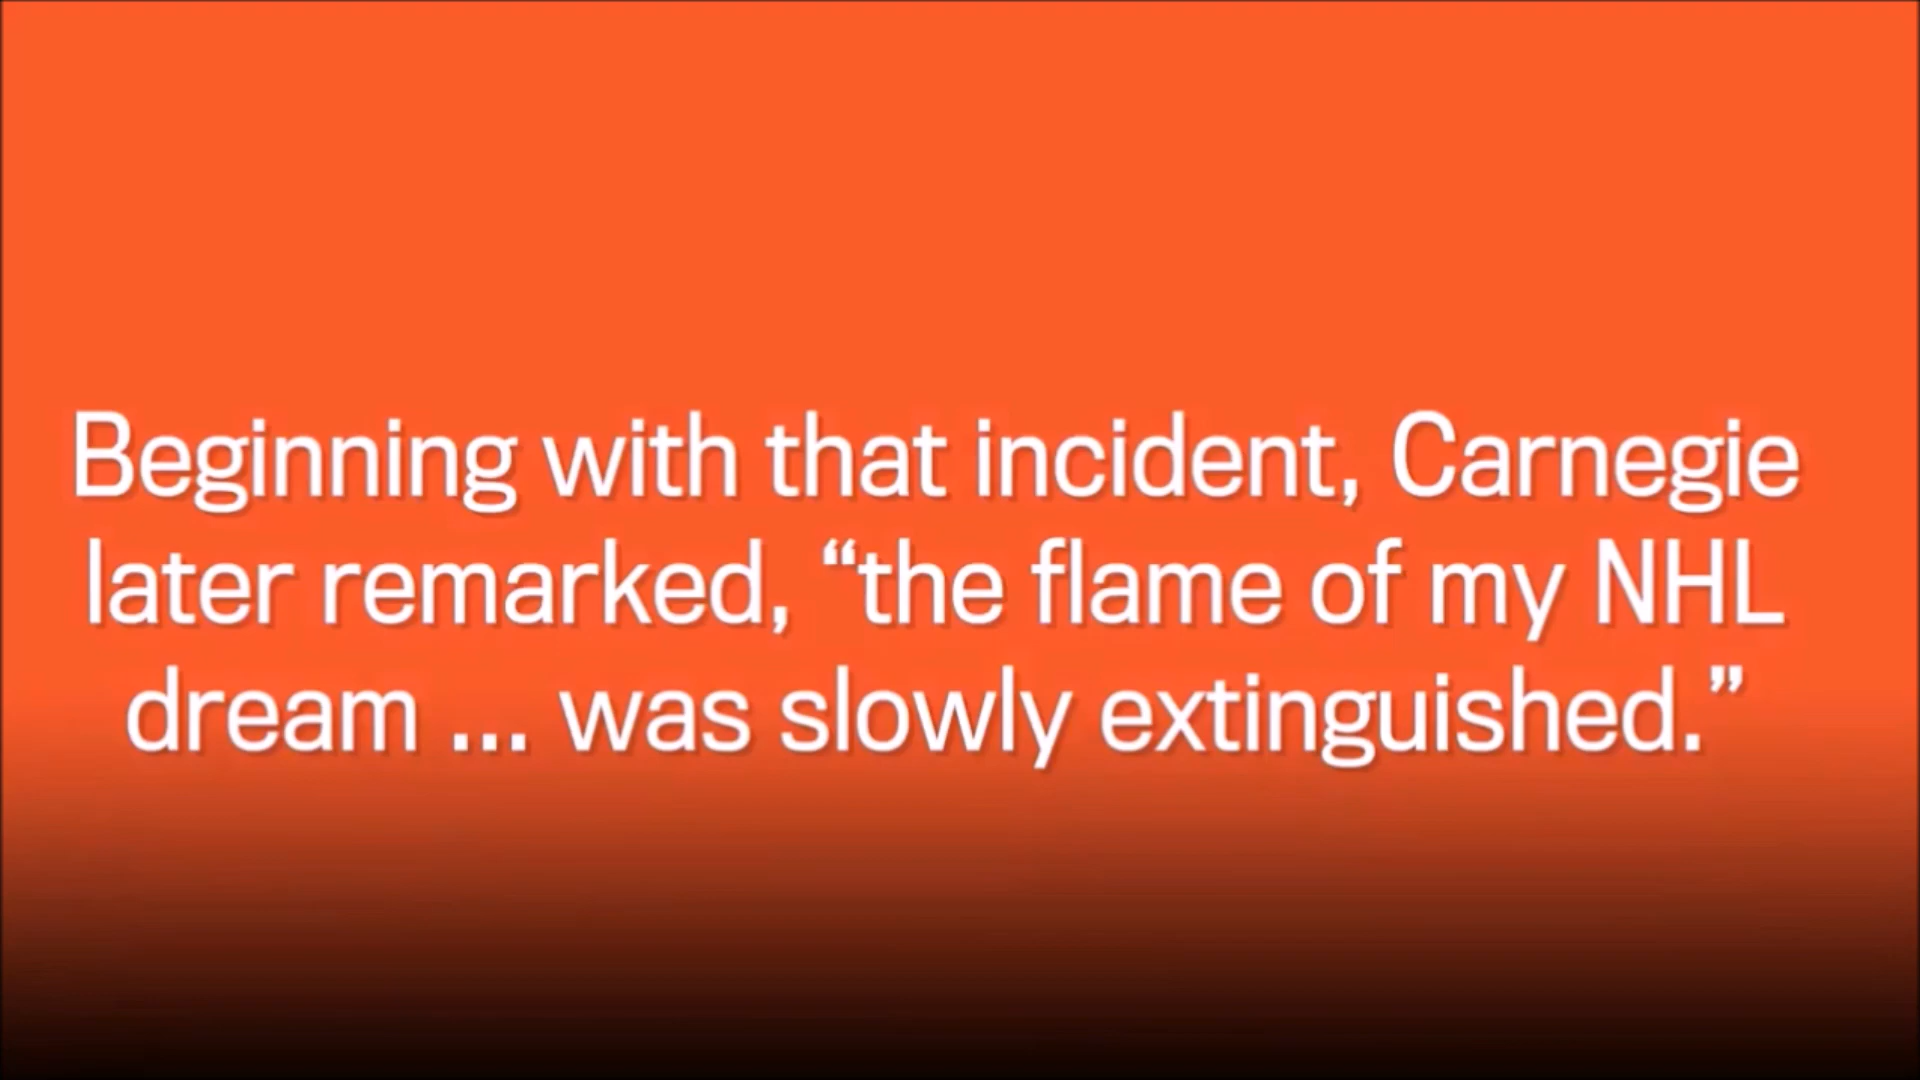 Beginning with that incident, Carnegie
later remarked, “the flame of my NHL
dream ... was slowly extinguished.”